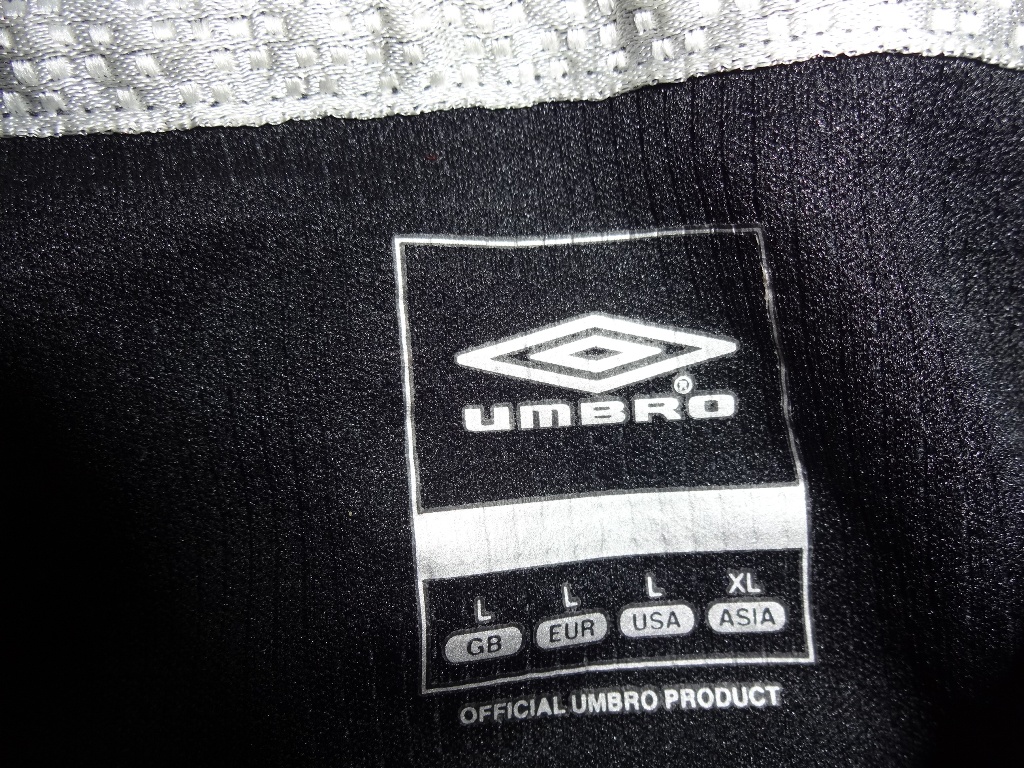 ®
UMBRO
L L L XL
GB EUR USA ASIA
OFFICIAL UMBRO PRODUCT